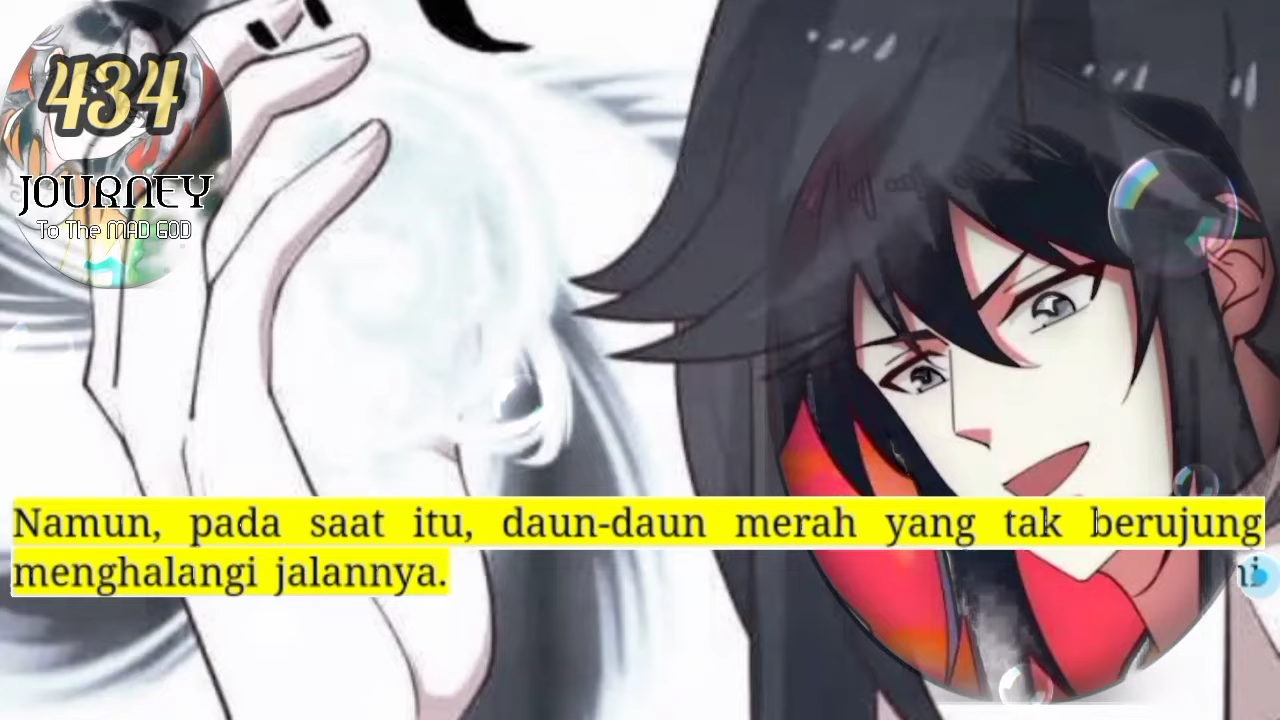 434
JOURNEY
To The MAD GOD
Namun, pada saat itu, daun-daun merah yang tak berujung
menghalangi jalannya.